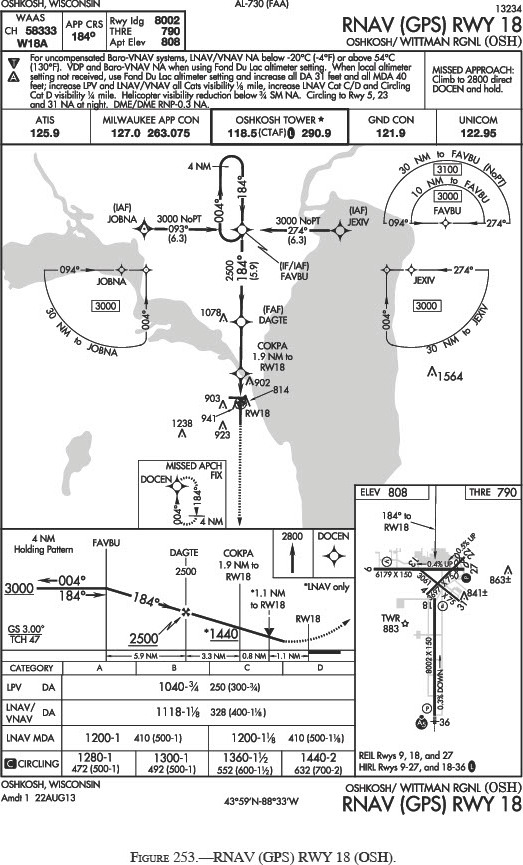 OSHKOSH, WISCONSIN
AL-730 (FAA)
13234
WAAS
CH 58333
W18A
APP CRS
184°
Rwy ldg 8002
THRE 790
Apt Elev 808
RNAV (GPS) RWY 18
OSHKOSH/ WITTMAN RGNL (OSH)
For uncompensated Baro-VNAV systems, LNAV/VNAV NA below -20°C (-4°F) or above 54°C
(130°F). VDP and Baro-VNAV NA when using Fond Du Lac altimeter setting. When local altimeter
setting not received, use Fond Du Lac altimeter setting and increase all DA 31 feet and all MDA 40
feet; increase LPV and LNAV/VNAV all Cats visibility ⅛ mile, increase LNAV Cat C/D and Circling
Cat D visibility ¼ mile. Helicopter visibility reduction below ¾ SM NA. Circling to Rwy 5, 23
and 31 NA at night. DME/DME RNP-0.3 NA.
MISSED APPROACH:
Climb to 2800 direct
DOCEN and hold.
ATIS
125.9
MILWAUKEE APP CON
127.0 263.075
OSHKOSH TOWER *
118.5 (CTAF) L 290.9
GND CON
121.9
UNICOM
122.95
4 NM
004°
184°
30 NM to FAVBU (NoPT)
3100
10 NM to FAVBU
3000
FAVBU
094°
274°
(IAF)
JOBNA
3000 NoPT
093°
(6.3)
3000 NoPT
274°
(6.3)
(IAF)
JEXIV
(IF/IAF)
FAVBU
2500
184°
(5.9)
094°
JOBNA
3000
004°
30 NM to JOBNA
JEXIV
274°
3000
004°
30 NM to JEXIV
1078
(FAF)
DAGTE
COKPA
1.9 NM to
RW18
902
814
903
RW18
941
923
1238
1564
MISSED APCH
FIX
DOCEN
184°
004°
4 NM
ELEV 808
THRE 790
184° to
RW18
0.4% UP
0.5% UP
6179 X 150
9
27
13
18
31
863±
841±
TWR
883
8002 X 150
0.3% DOWN
P
A5
36
REIL Rwys 9, 18, and 27
HIRL Rwys 9-27, and 18-36 L
4 NM
Holding Pattern
FAVBU
DAGTE
2500
COKPA
1.9 NM to
RW18
2800
DOCEN
*LNAV only
3000
004°
184°
184°
2500
*1440
*1.1 NM
to RW18
RW18
GS 3.00°
TCH 47
5.9 NM
3.3 NM
0.8 NM
1.1 NM
CATEGORY A B C D
LPV DA 1040-¾ 250 (300-¾)
LNAV/
VNAV DA 1118-1⅛ 328 (400-1⅛)
LNAV MDA 1200-1 410 (500-1) 1200-1⅛ 410 (500-1⅛)
C CIRCLING 1280-1 1300-1 1360-1½ 1440-2
472 (500-1) 492 (500-1) 552 (600-1½) 632 (700-2)
OSHKOSH, WISCONSIN
Amdt 1 22AUG13
43°59'N-88°33'W
OSHKOSH/ WITTMAN RGNL (OSH)
RNAV (GPS) RWY 18
FIGURE 253.—RNAV (GPS) RWY 18 (OSH).